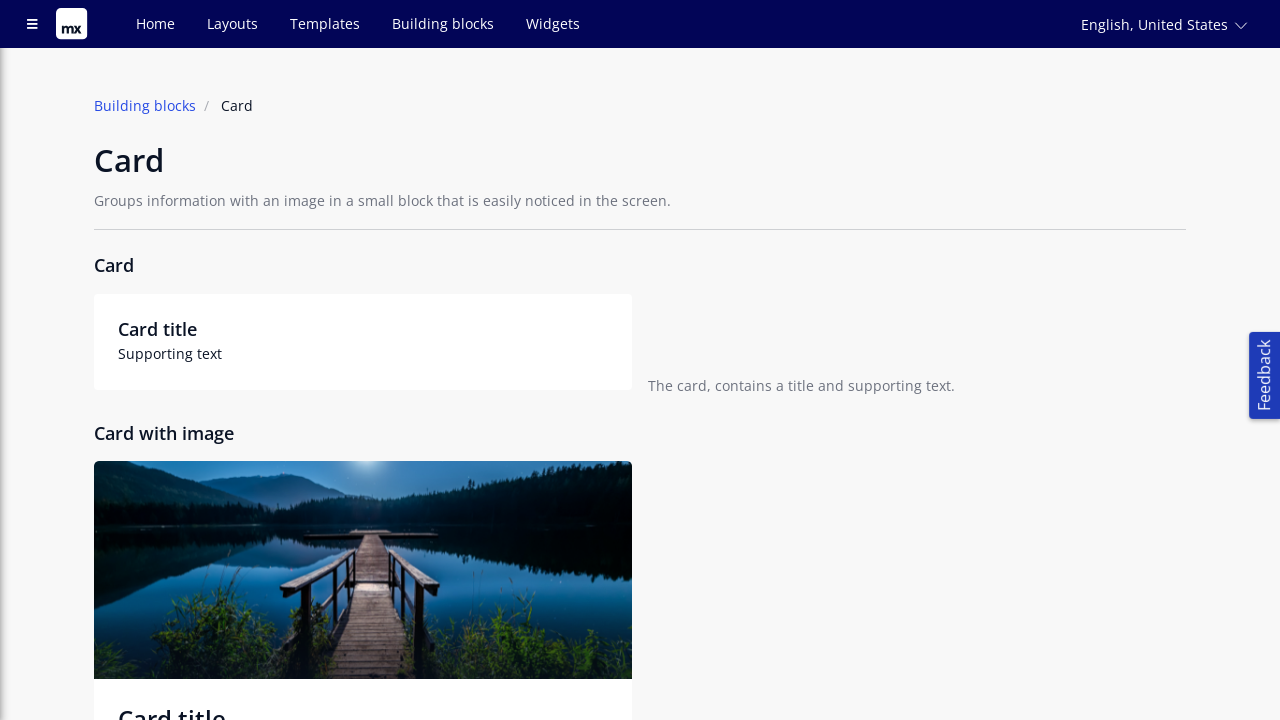 mx
Home
Layouts
Templates
Building blocks
Widgets
English, United States
Building blocks / Card
Card
Groups information with an image in a small block that is easily noticed in the screen.
Card
Card title
Supporting text
The card, contains a title and supporting text.
Feedback
Card with image
Card title